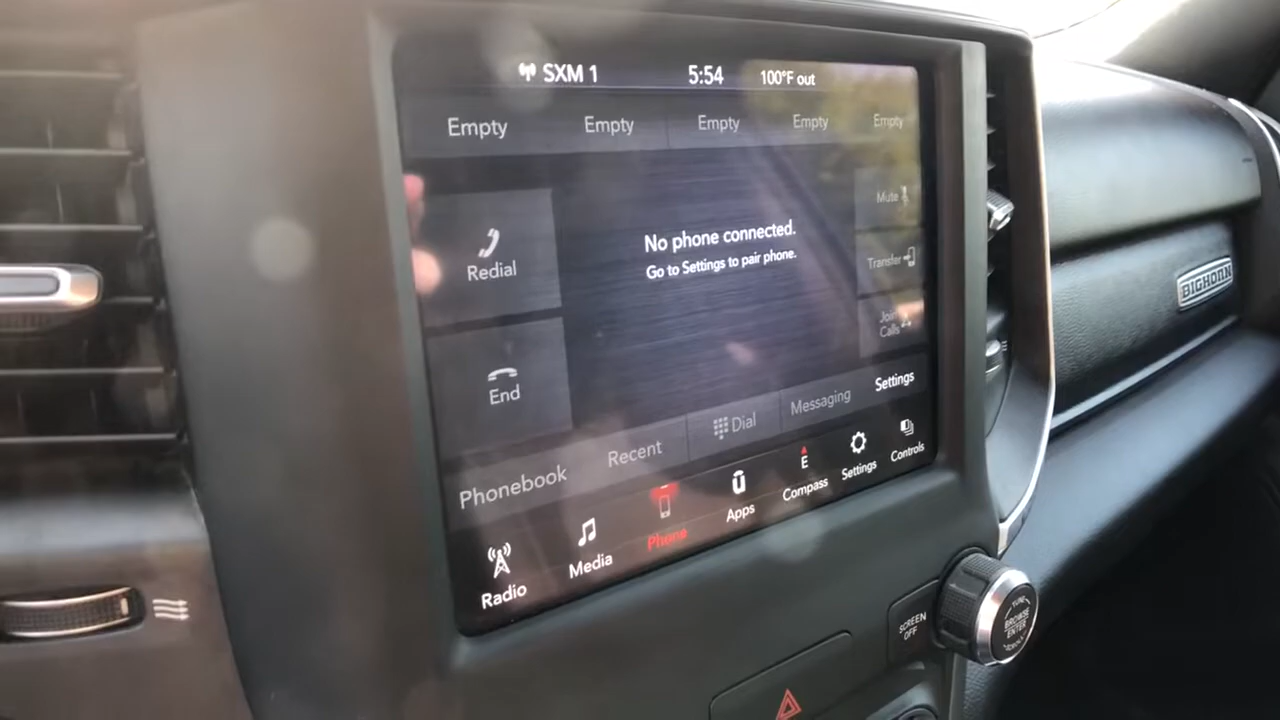 SXM 1 5:54 100°F out
Empty Empty Empty Empty Empty
Mute
Redial
No phone connected.
Go to Settings to pair phone.
Transfer
Join
Calls
End
Phonebook Recent Dial Messaging Settings
Radio Media Phone Apps E Compass Settings Controls
BIGHORN
SCREEN
OFF
TUNE
BROWSE
ENTER